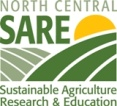 NORTH CENTRAL
SARE
Sustainable Agriculture
Research & Education